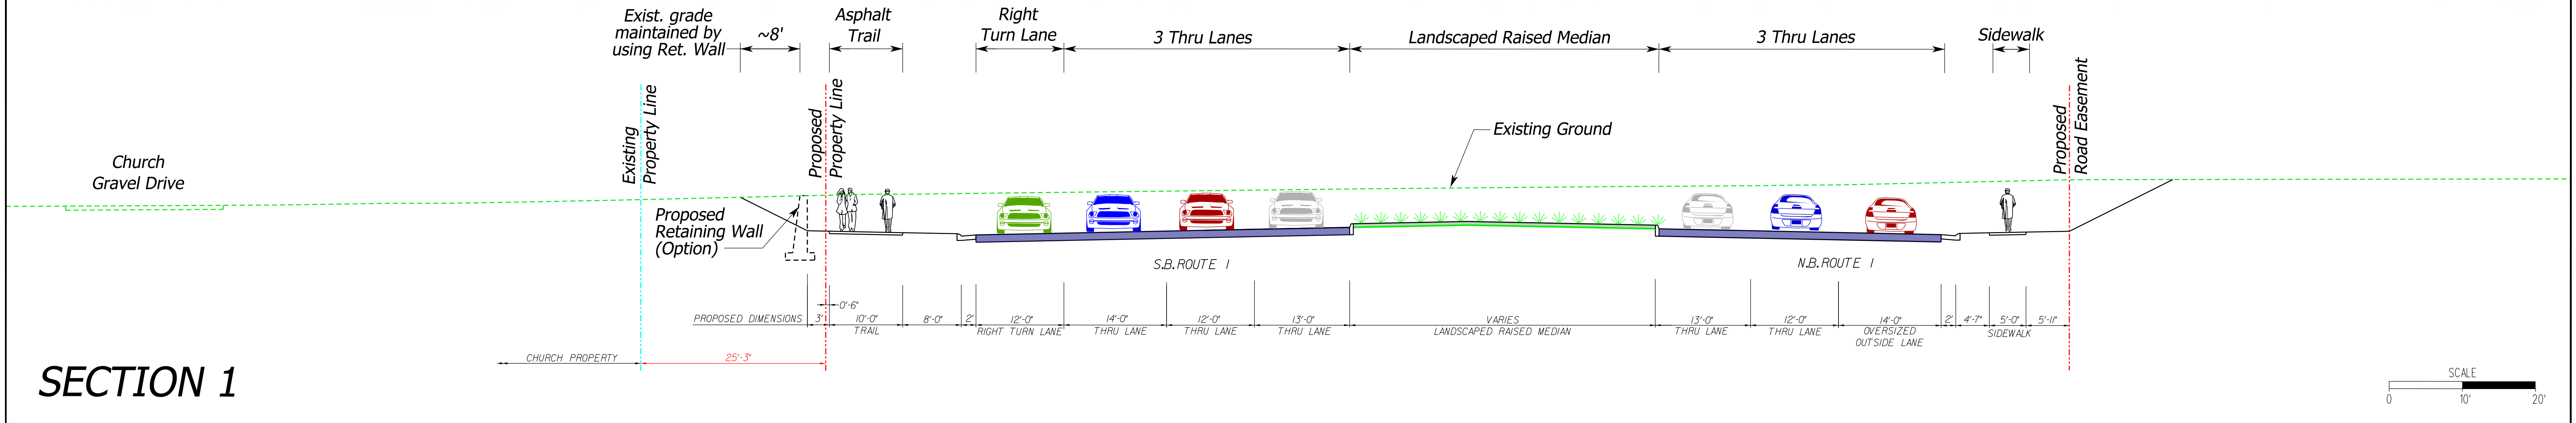 Exist. grade
maintained by
using Ret. Wall
~8'
Asphalt
Trail
Right
Turn Lane
3 Thru Lanes
Landscaped Raised Median
3 Thru Lanes
Sidewalk
Existing
Property Line
Proposed
Property Line
Proposed
Road Easement
Existing Ground
Church
Gravel Drive
Proposed
Retaining Wall
(Option)
S.B. ROUTE 1
N.B. ROUTE 1
0'-6"
PROPOSED DIMENSIONS
3'
10'-0"
TRAIL
8'-0"
2'
12'-0"
RIGHT TURN LANE
14'-0"
THRU LANE
12'-0"
THRU LANE
13'-0"
THRU LANE
VARIES
LANDSCAPED RAISED MEDIAN
13'-0"
THRU LANE
12'-0"
THRU LANE
14'-0"
OVERSIZED
OUTSIDE LANE
2'
4'-7"
5'-0"
SIDEWALK
5'-11"
CHURCH PROPERTY
25'-3"
SECTION 1
SCALE
0 10' 20'